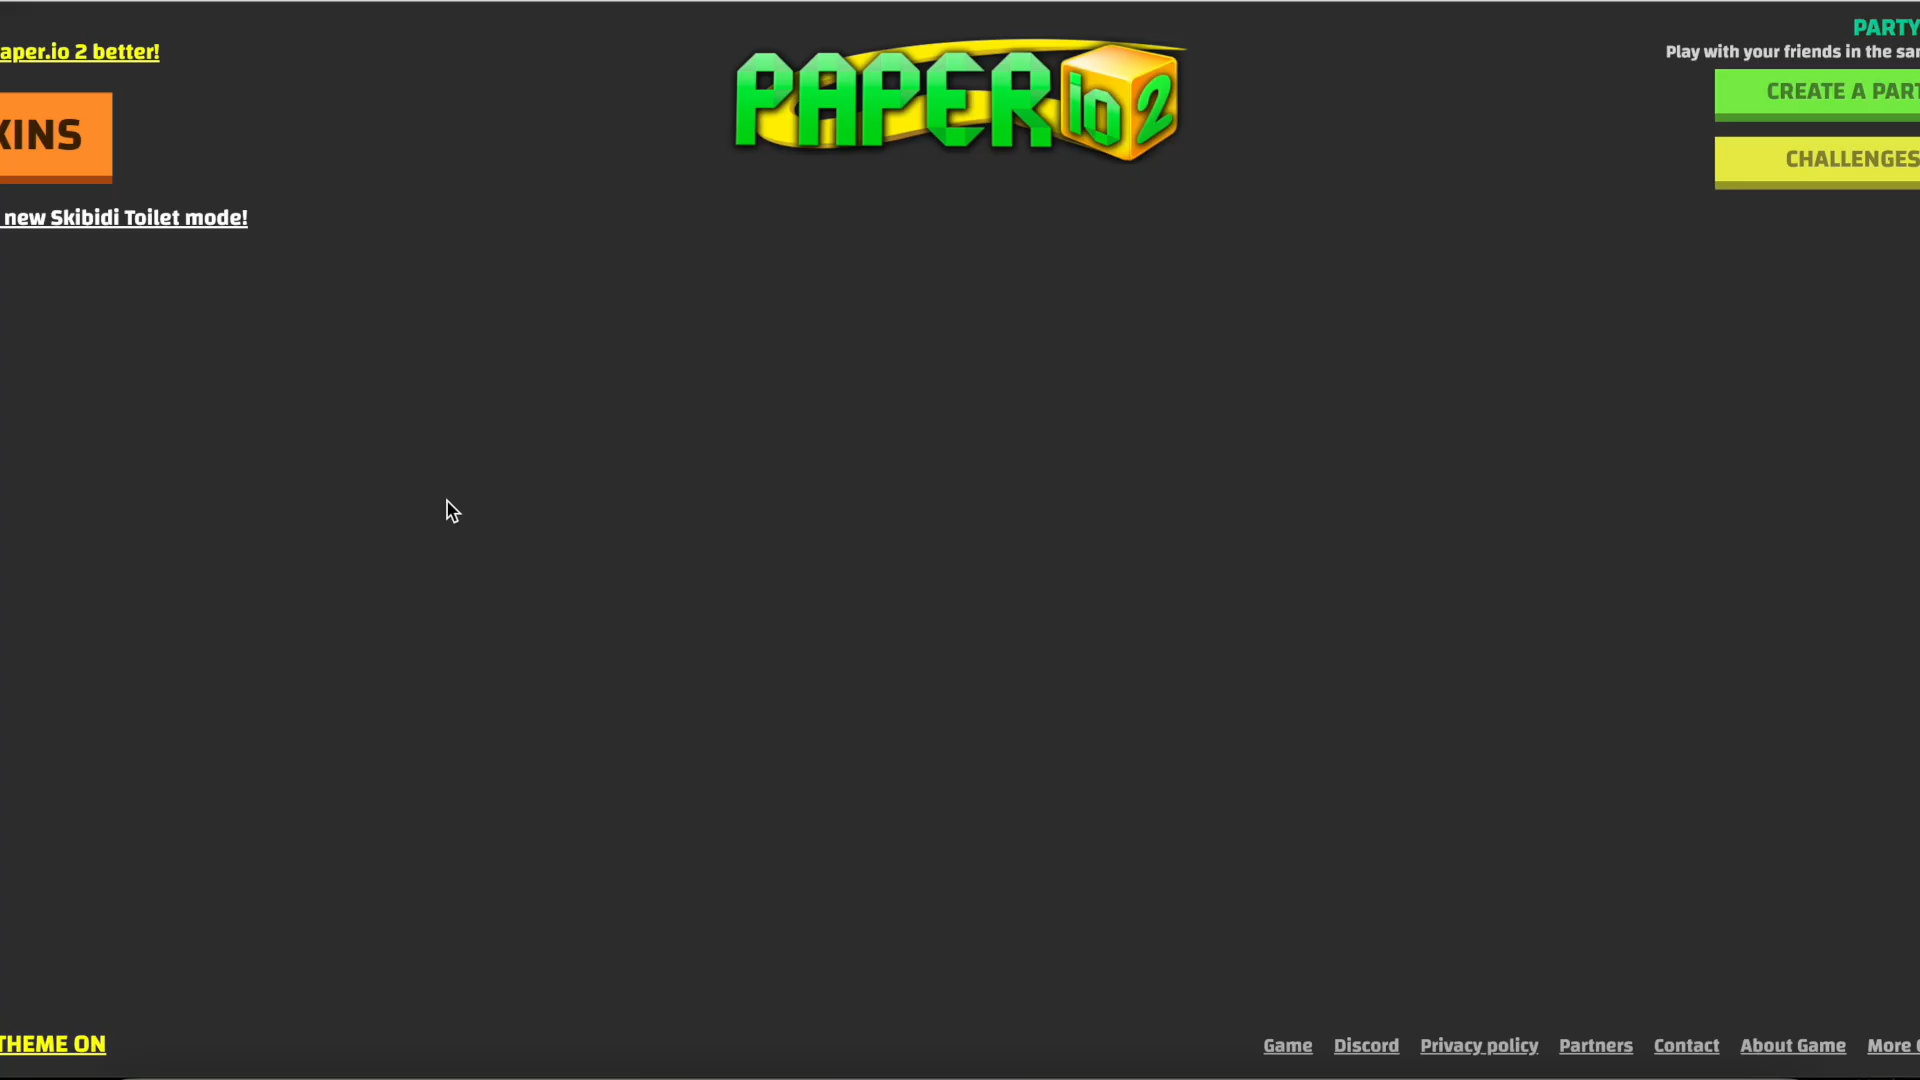 aper.io 2 better!
KINS
new Skibidi Toilet mode!
PAPER io 2
PARTY
Play with your friends in the sa
CREATE A PART
CHALLENGES
THEME ON
Game Discord Privacy policy Partners Contact About Game More